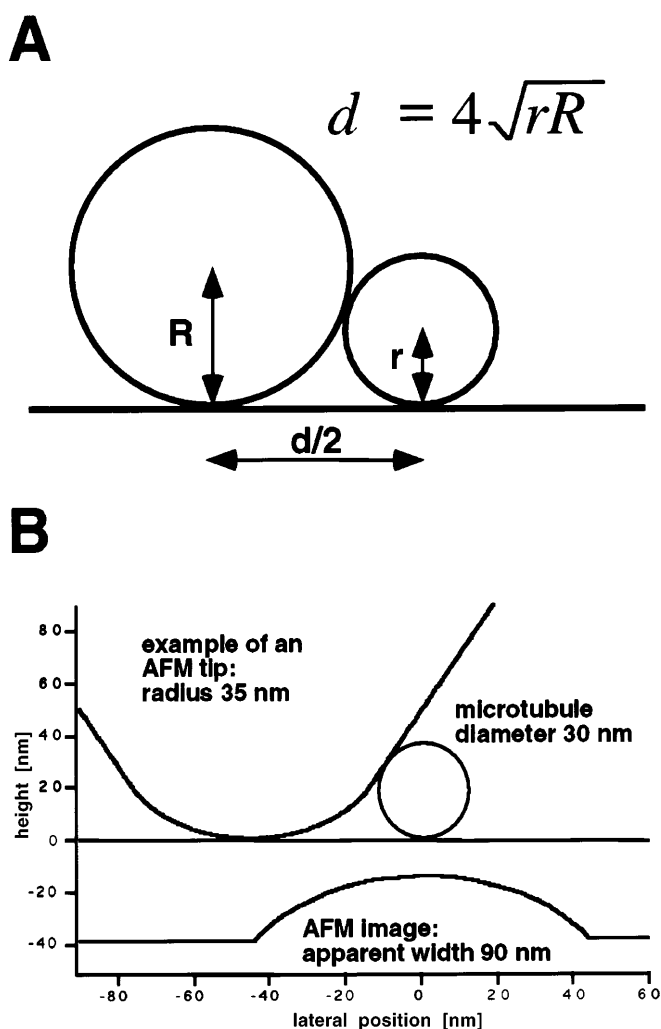 A
d = 4√rR
R
r
d/2
B
80
60
40
20
0
-20
-40
height [nm]
example of an
AFM tip:
radius 35 nm
microtubule
diameter 30 nm
AFM image:
apparent width 90 nm
-80 -60 -40 -20 0 20 40 60
lateral position [nm]